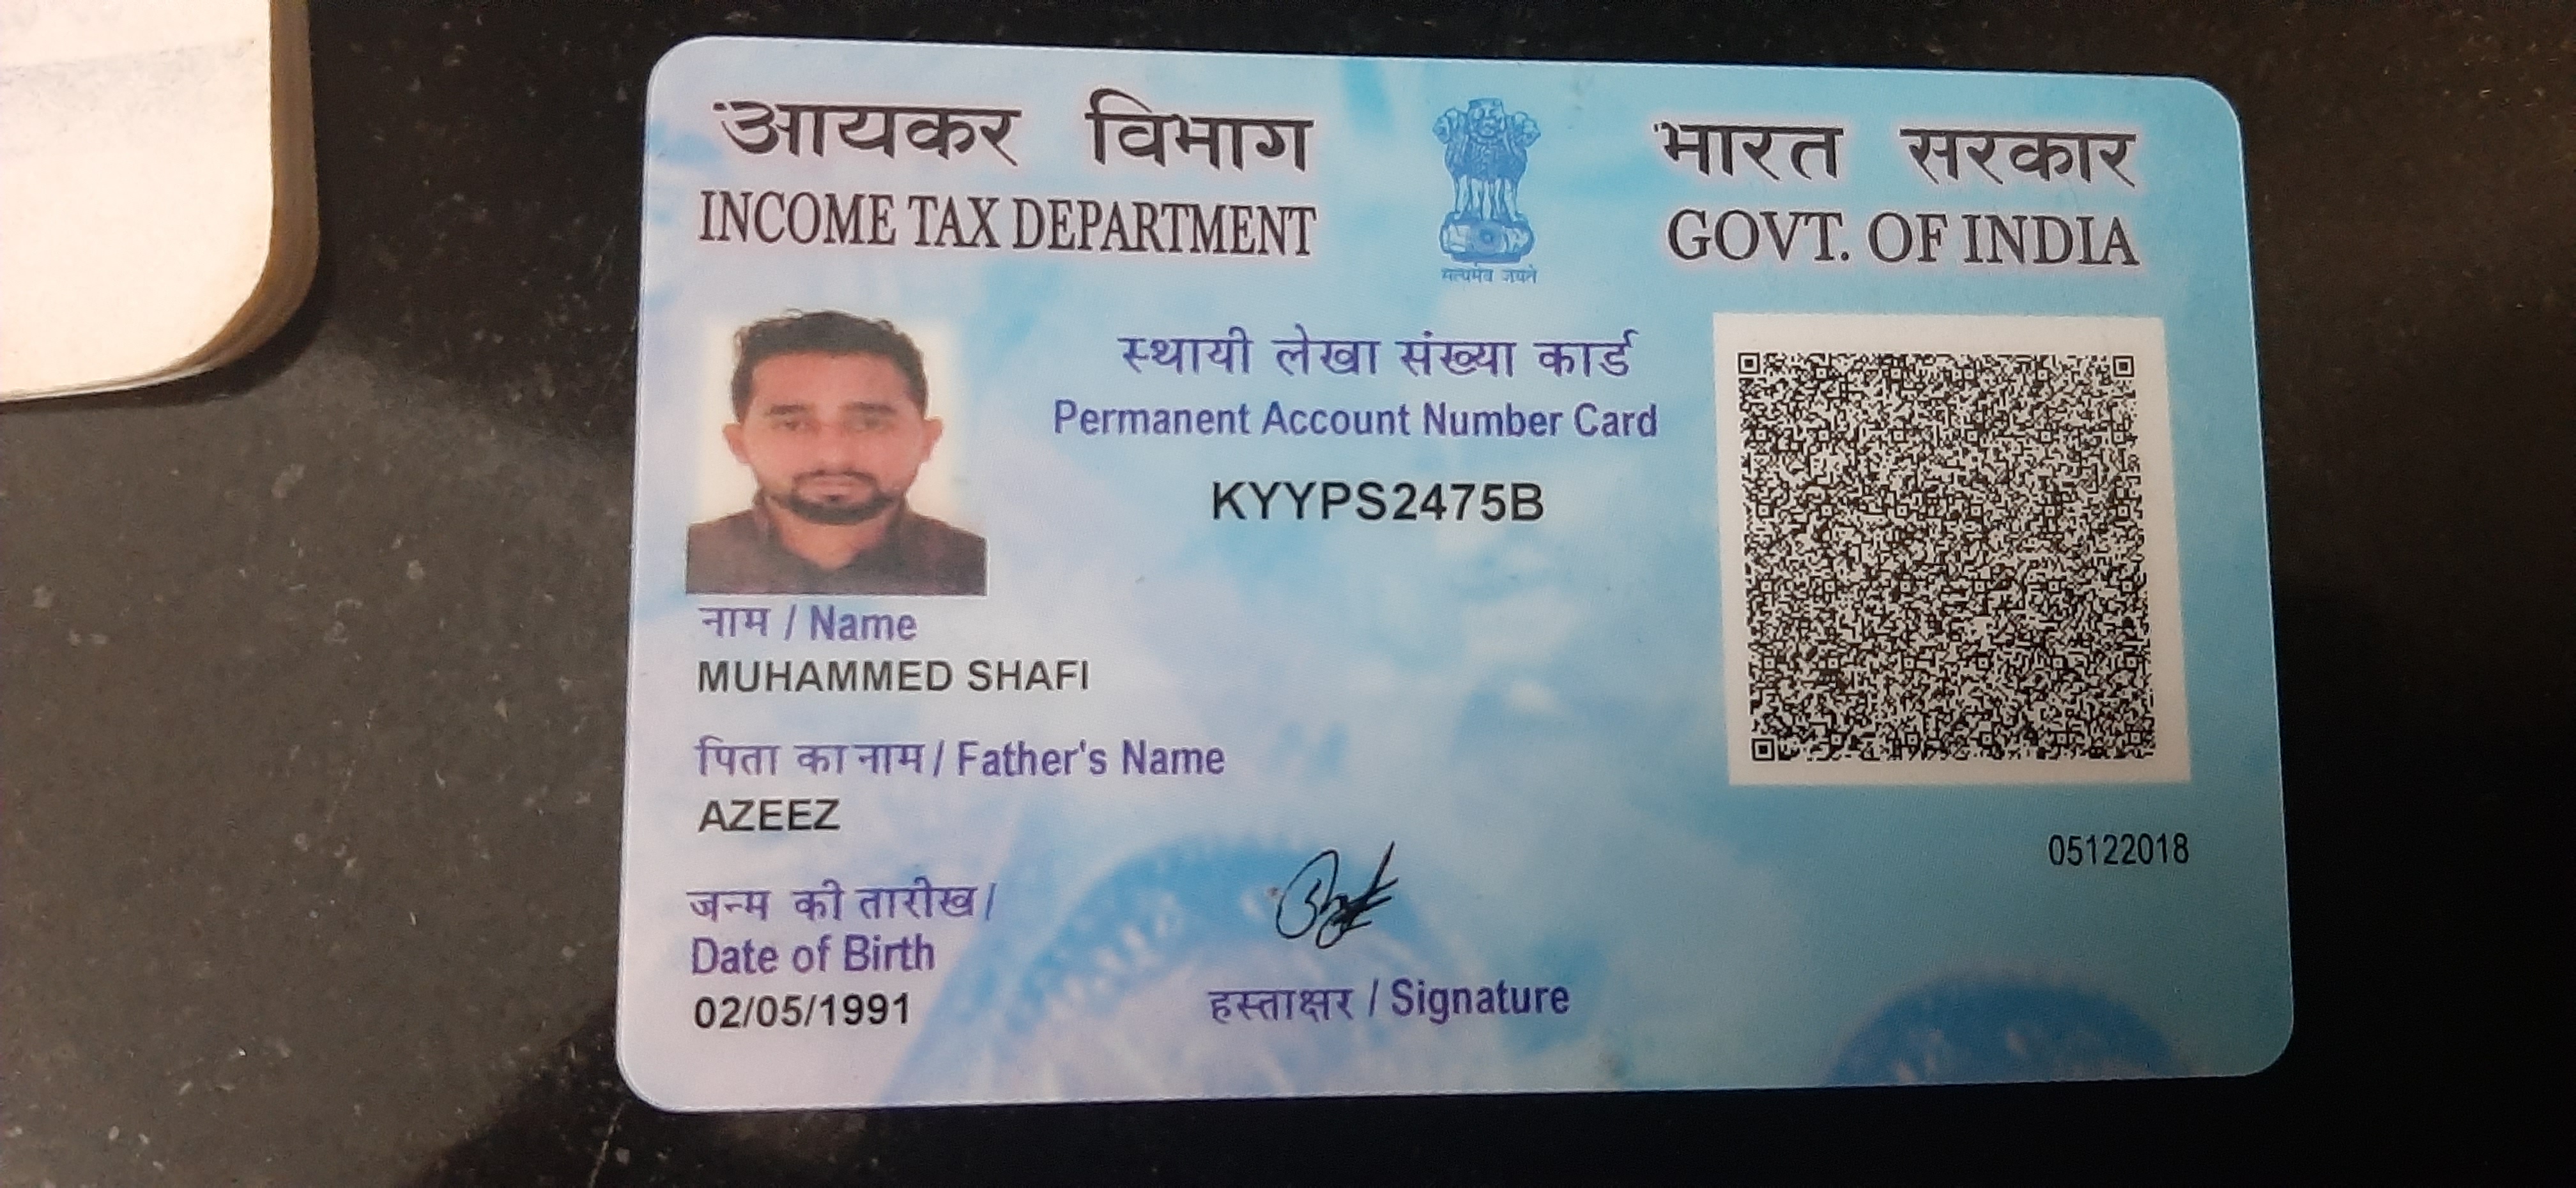 आयकर विभाग
INCOME TAX DEPARTMENT
भारत सरकार
GOVT. OF INDIA
सत्यमेव जयते
स्थायी लेखा संख्या कार्ड
Permanent Account Number Card
KYYPS2475B
नाम / Name
MUHAMMED SHAFI
पिता का नाम / Father's Name
AZEEZ
जन्म की तारीख /
Date of Birth
02/05/1991
हस्ताक्षर / Signature
05122018